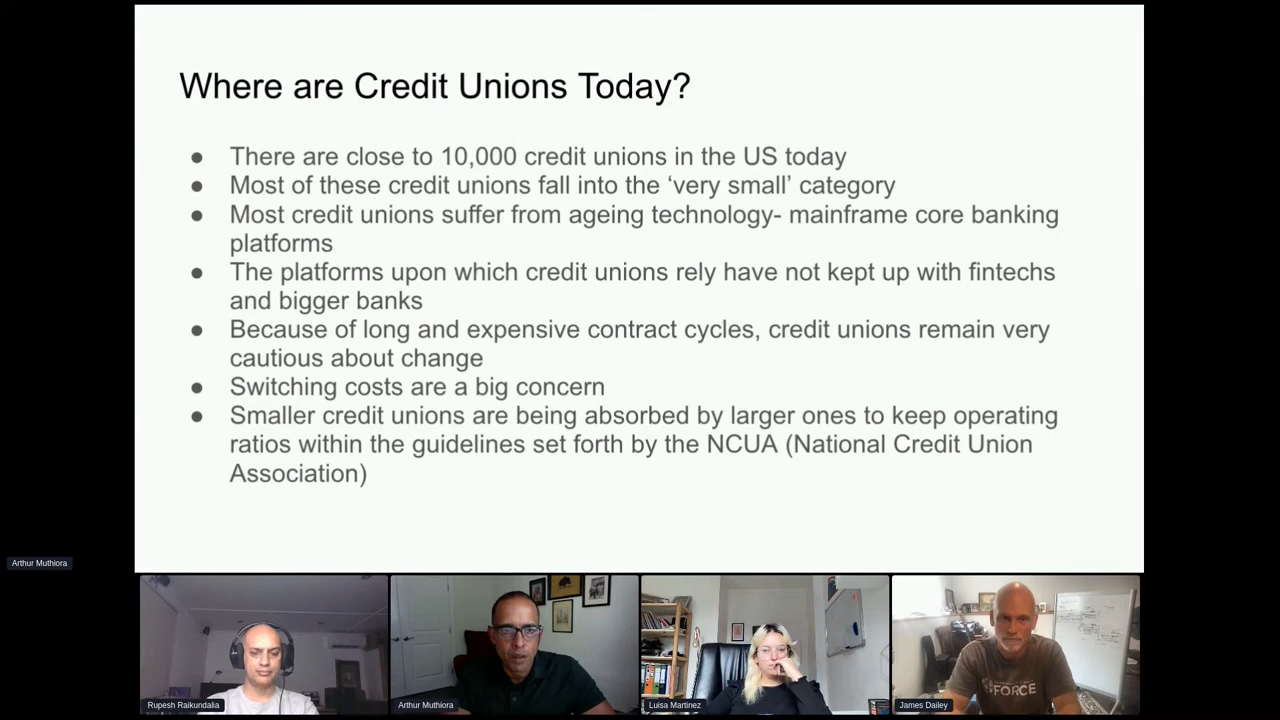 Where are Credit Unions Today?
● There are close to 10,000 credit unions in the US today
● Most of these credit unions fall into the ‘very small’ category
● Most credit unions suffer from ageing technology- mainframe core banking
platforms
● The platforms upon which credit unions rely have not kept up with fintechs
and bigger banks
● Because of long and expensive contract cycles, credit unions remain very
cautious about change
● Switching costs are a big concern
● Smaller credit unions are being absorbed by larger ones to keep operating
ratios within the guidelines set forth by the NCUA (National Credit Union
Association)
Arthur Muthiora
Rupesh Raikundalia
Arthur Muthiora
Luisa Martinez
James Dailey
FORCE